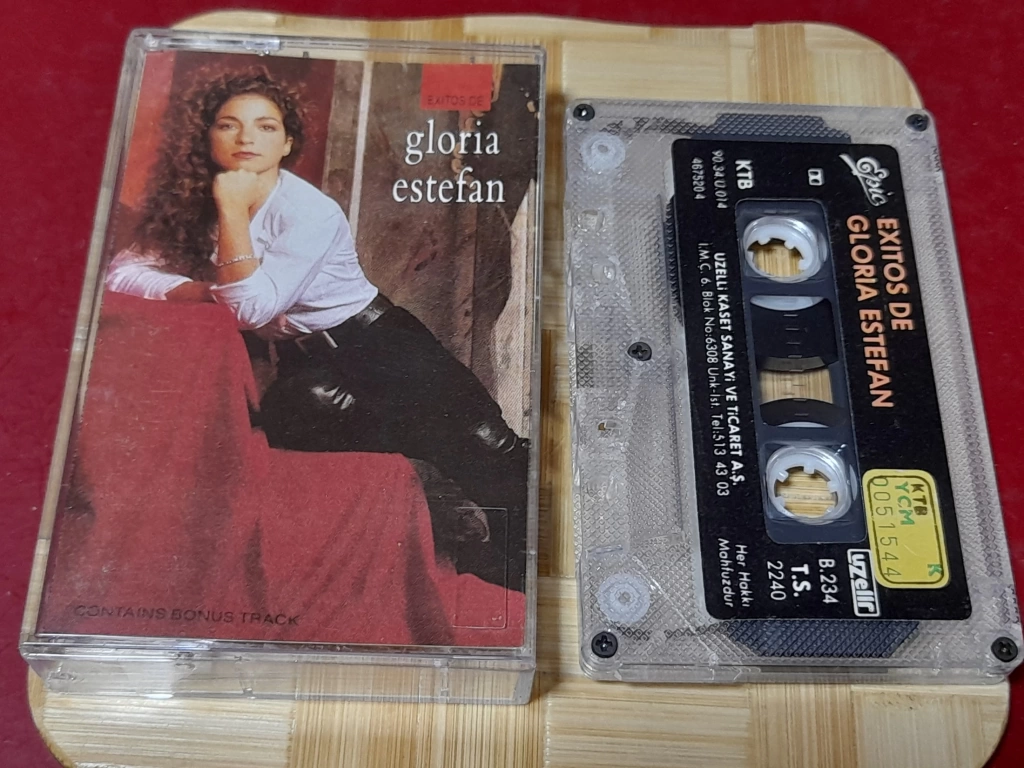 EXITOS DE
gloria
estefan
CONTAINS BONUS TRACK
Epic
EXITOS DE
GLORIA ESTEFAN
KTB
90.34.Ü.014
4675204
UZELLİ KASET SANAYİ VE TİCARET A.Ş.
İ.M.Ç. 6. Blok No:6308 Unk-İst. Tel:513 43 03
uzelli
B.234
T.S.
2240
Her Hakkı
Mahfuzdur
KTB K
YCM
0051544